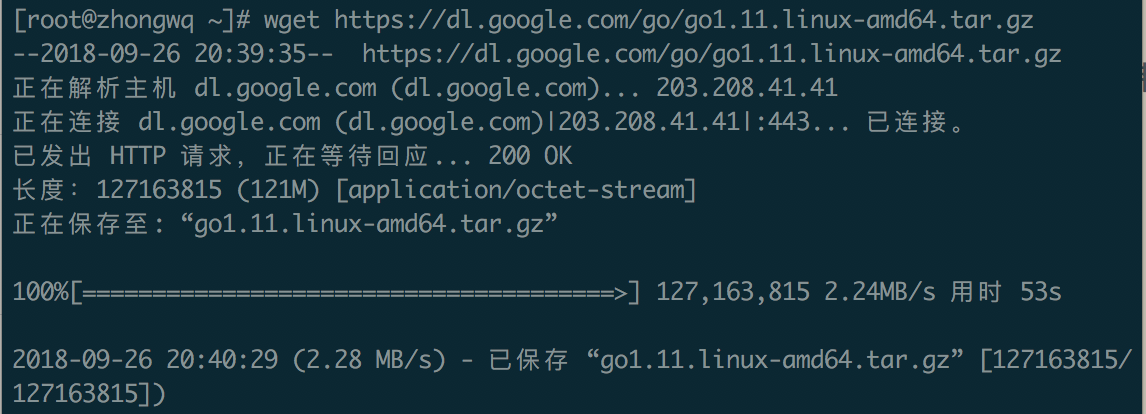 [root@zhongwq ~]# wget https://dl.google.com/go/go1.11.linux-amd64.tar.gz
--2018-09-26 20:39:35--  https://dl.google.com/go/go1.11.linux-amd64.tar.gz
正在解析主机 dl.google.com (dl.google.com)... 203.208.41.41
正在连接 dl.google.com (dl.google.com)|203.208.41.41|:443... 已连接。
已发出 HTTP 请求，正在等待回应... 200 OK
长度：127163815 (121M) [application/octet-stream]
正在保存至: “go1.11.linux-amd64.tar.gz”
100%[======================================>] 127,163,815 2.24MB/s 用时 53s
2018-09-26 20:40:29 (2.28 MB/s) - 已保存 “go1.11.linux-amd64.tar.gz” [127163815/
127163815])